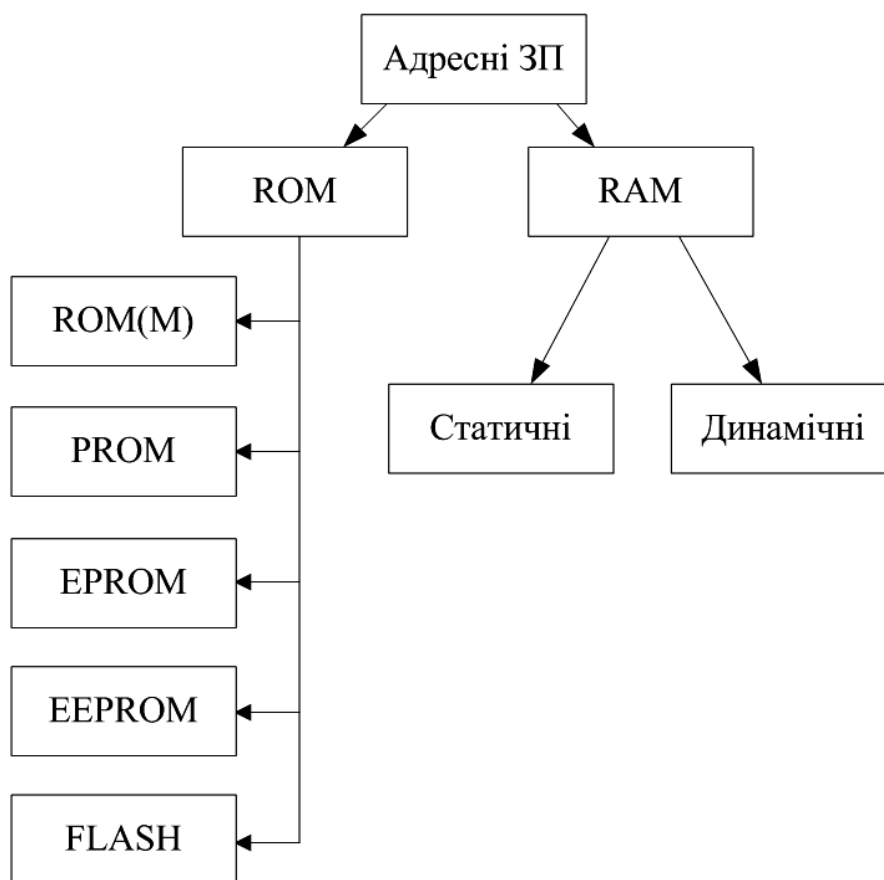 Адресні ЗП
ROM
RAM
ROM(M)
PROM
EPROM
EEPROM
FLASH
Статичні
Динамічні